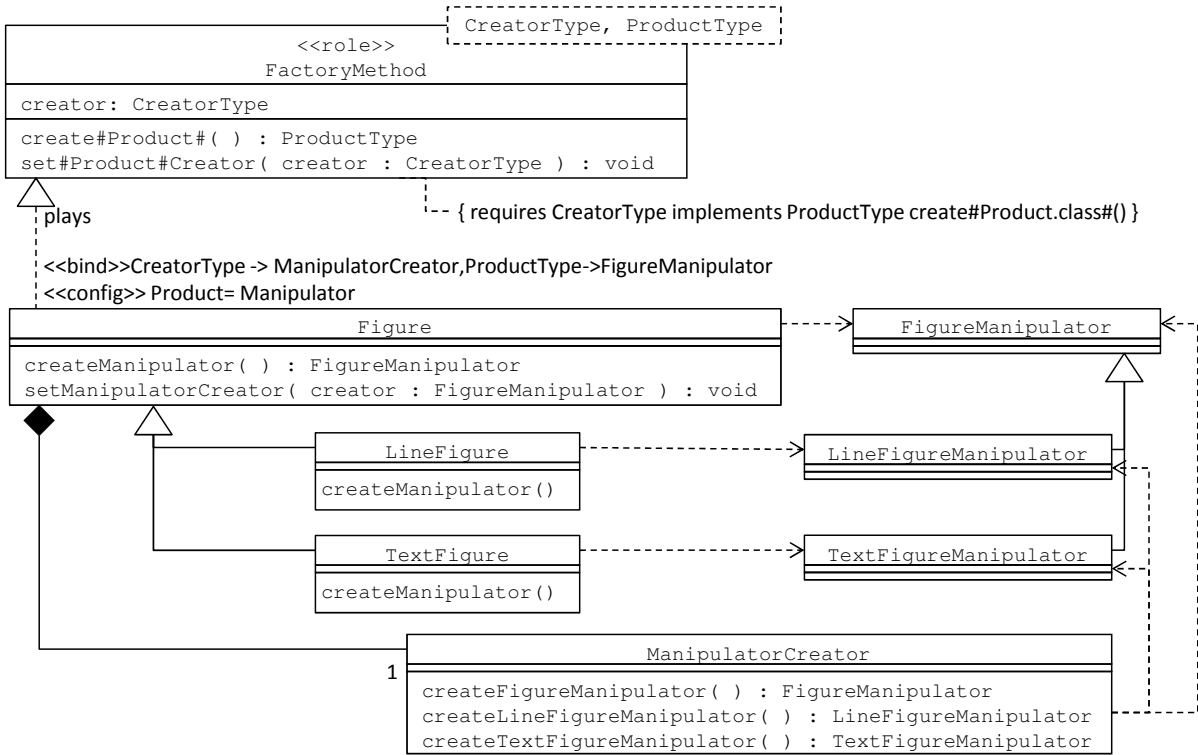 CreatorType, ProductType
<<role>>
FactoryMethod
creator: CreatorType
create#Product#( ) : ProductType
set#Product#Creator( creator : CreatorType ) : void
plays
{ requires CreatorType implements ProductType create#Product.class#() }
<<bind>>CreatorType -> ManipulatorCreator,ProductType->FigureManipulator
<<config>> Product= Manipulator
Figure
FigureManipulator
createManipulator( ) : FigureManipulator
setManipulatorCreator( creator : FigureManipulator ) : void
LineFigure
LineFigureManipulator
createManipulator()
TextFigure
TextFigureManipulator
createManipulator()
1
ManipulatorCreator
createFigureManipulator( ) : FigureManipulator
createLineFigureManipulator( ) : LineFigureManipulator
createTextFigureManipulator( ) : TextFigureManipulator